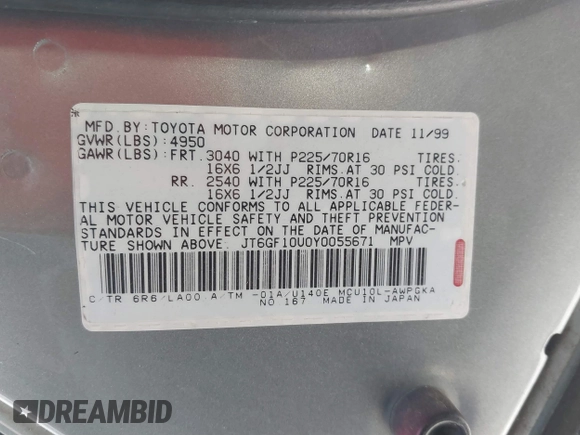 MFD. BY: TOYOTA MOTOR CORPORATION DATE 11/99
GVWR(LBS):4950
GAWR(LBS): FRT. 3040 WITH P225/70R16 TIRES.
16X6 1/2JJ RIMS.AT 30 PSI COLD.
RR. 2540 WITH P225/70R16 TIRES.
16X6 1/2JJ RIMS.AT 30 PSI COLD.
THIS VEHICLE CONFORMS TO ALL APPLICABLE FEDER-
AL MOTOR VEHICLE SAFETY AND THEFT PREVENTION
STANDARDS IN EFFECT ON THE DATE OF MANUFAC-
TURE SHOWN ABOVE. JT6GF10U0Y0055671 MPV
C/TR 6R6/LA00 A/TM -01A/U140E MCU10L-AWPGKA
NO 167 MADE IN JAPAN
DREAMBID